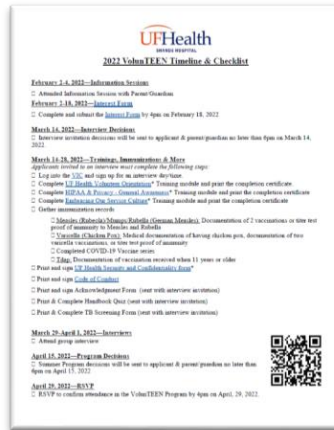 UFHealth
SHANDS HOSPITAL
2022 VolunTEEN Timeline & Checklist
February 2-4, 2022—Information Sessions
□ Attended Information Session with Parent/Guardian
February 2-18, 2022—Interest Form
□ Complete and submit the Interest Form by 4pm on February 18, 2022
March 14, 2022—Interview Decisions
□ Interview invitation decisions will be sent to applicant & parent/guardian no later than 6pm on March 14,
2022.
March 14-28, 2022—Trainings, Immunizations & More
Applicants invited to an interview must complete the following steps:
□ Log into the VIC and sign up for an interview day/time.
□ Complete UF Health Volunteer Orientation* Training module and print the completion certificate
□ Complete HIPAA & Privacy - General Awareness* Training module and print the completion certificate
□ Complete Embracing Our Service Culture* Training module and print the completion certificate
□ Gather immunization records:
□ Measles (Rubeola)/Mumps/Rubella (German Measles): Documentation of 2 vaccinations or titer test
proof of immunity to Measles and Rubella
□ Varicella (Chicken Pox): Medical documentation of having chicken pox, documentation of two
varicella vaccinations, or titer test proof of immunity
□ Completed COVID-19 Vaccine series
□ Tdap: Documentation of vaccination received when 11 years or older
□ Print and sign UF Health Security and Confidentiality form*
□ Print and sign Code of Conduct
□ Print and sign Acknowledgment Form (sent with interview invitation)
□ Print & Complete Handbook Quiz (sent with interview invitation)
□ Print & Complete TB Screening Form (sent with interview invitation)
March 29-April 1, 2022—Interviews
□ Attend group interview
April 15, 2022—Program Decisions
□ Summer Program decisions will be sent to applicant & parent/guardian no later than
6pm on April 15, 2022
April 29, 2022—RSVP
□ RSVP to confirm attendance in the VolunTEEN Program by 4pm on April, 29, 2022.